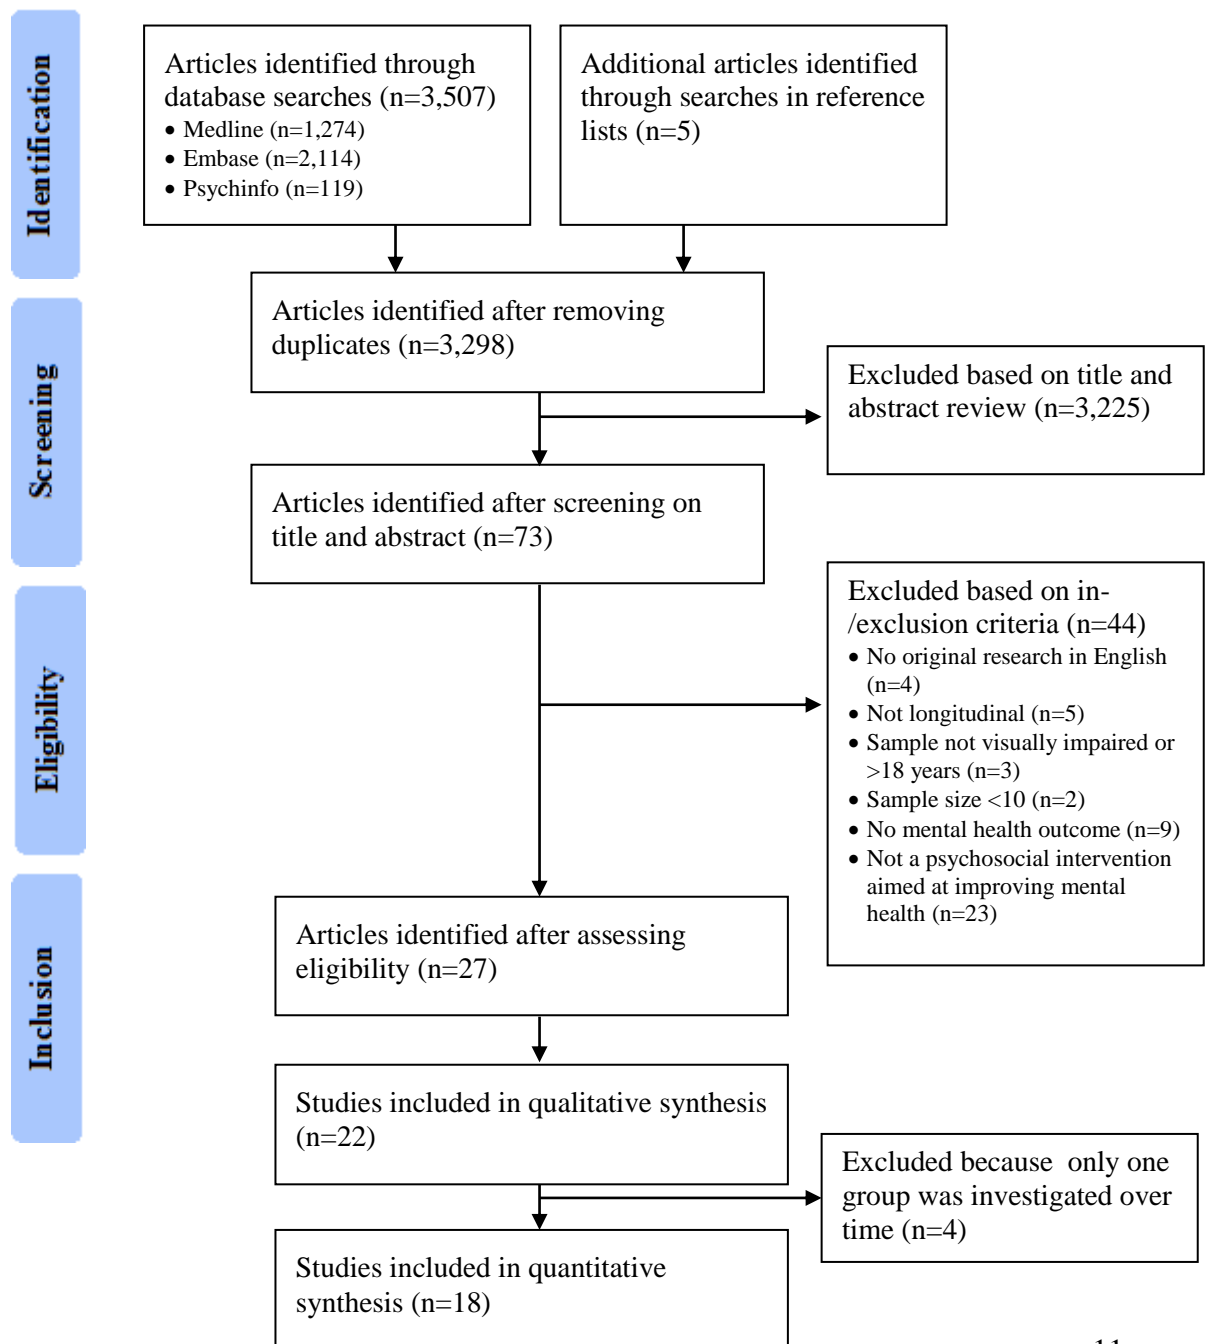 Identification
Articles identified through
database searches (n=3,507)
• Medline (n=1,274)
• Embase (n=2,114)
• Psychinfo (n=119)
Additional articles identified
through searches in reference
lists (n=5)
Articles identified after removing
duplicates (n=3,298)
Screening
Excluded based on title and
abstract review (n=3,225)
Articles identified after screening on
title and abstract (n=73)
Eligibility
Excluded based on in-
/exclusion criteria (n=44)
• No original research in English
(n=4)
• Not longitudinal (n=5)
• Sample not visually impaired or
>18 years (n=3)
• Sample size <10 (n=2)
• No mental health outcome (n=9)
• Not a psychosocial intervention
aimed at improving mental
health (n=23)
Inclusion
Articles identified after assessing
eligibility (n=27)
Studies included in qualitative synthesis
(n=22)
Excluded because  only one
group was investigated over
time (n=4)
Studies included in quantitative
synthesis (n=18)